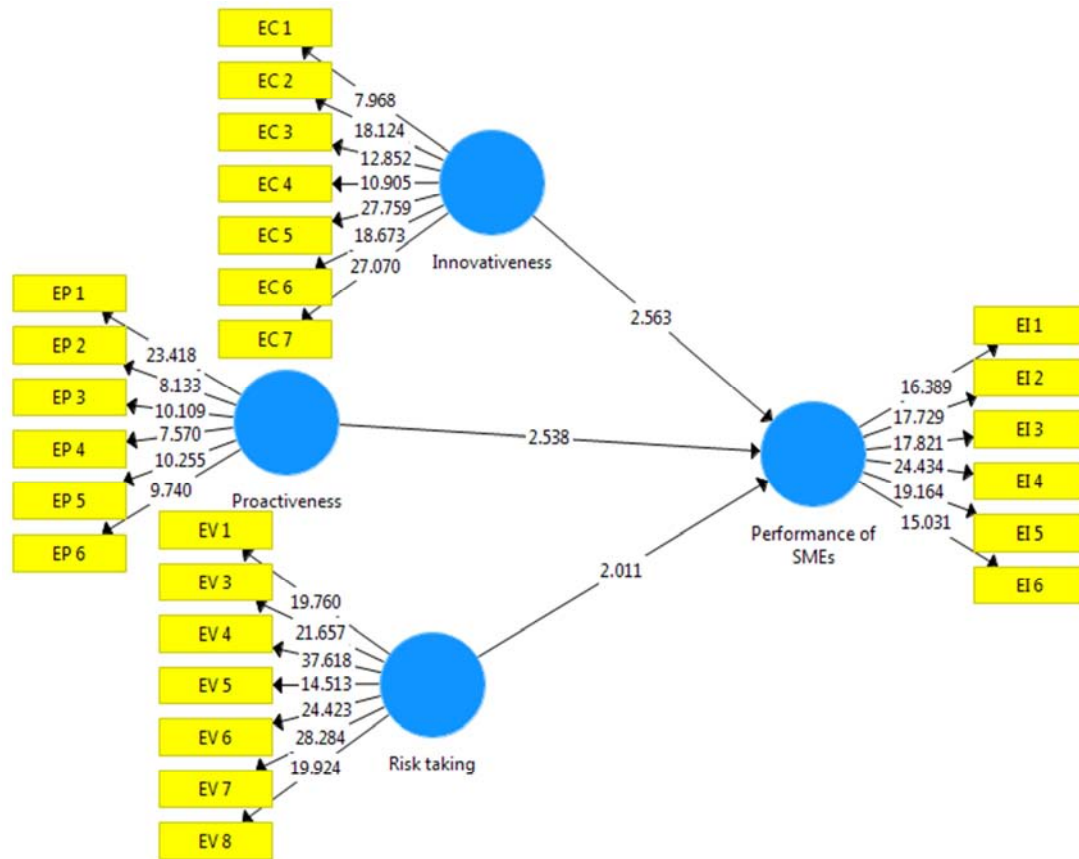 EC 1
EC 2
EC 3
EC 4
EC 5
EC 6
EC 7
7.968
18.124
12.852
10.905
27.759
18.673
27.070
Innovativeness
2.563
EP 1
EP 2
EP 3
EP 4
EP 5
EP 6
23.418
8.133
10.109
7.570
10.255
9.740
Proactiveness
2.538
EV 1
EV 3
EV 4
EV 5
EV 6
EV 7
EV 8
19.760
21.657
37.618
14.513
24.423
28.284
19.924
Risk taking
2.011
Performance of
SMEs
16.389
17.729
17.821
24.434
19.164
15.031
EI 1
EI 2
EI 3
EI 4
EI 5
EI 6